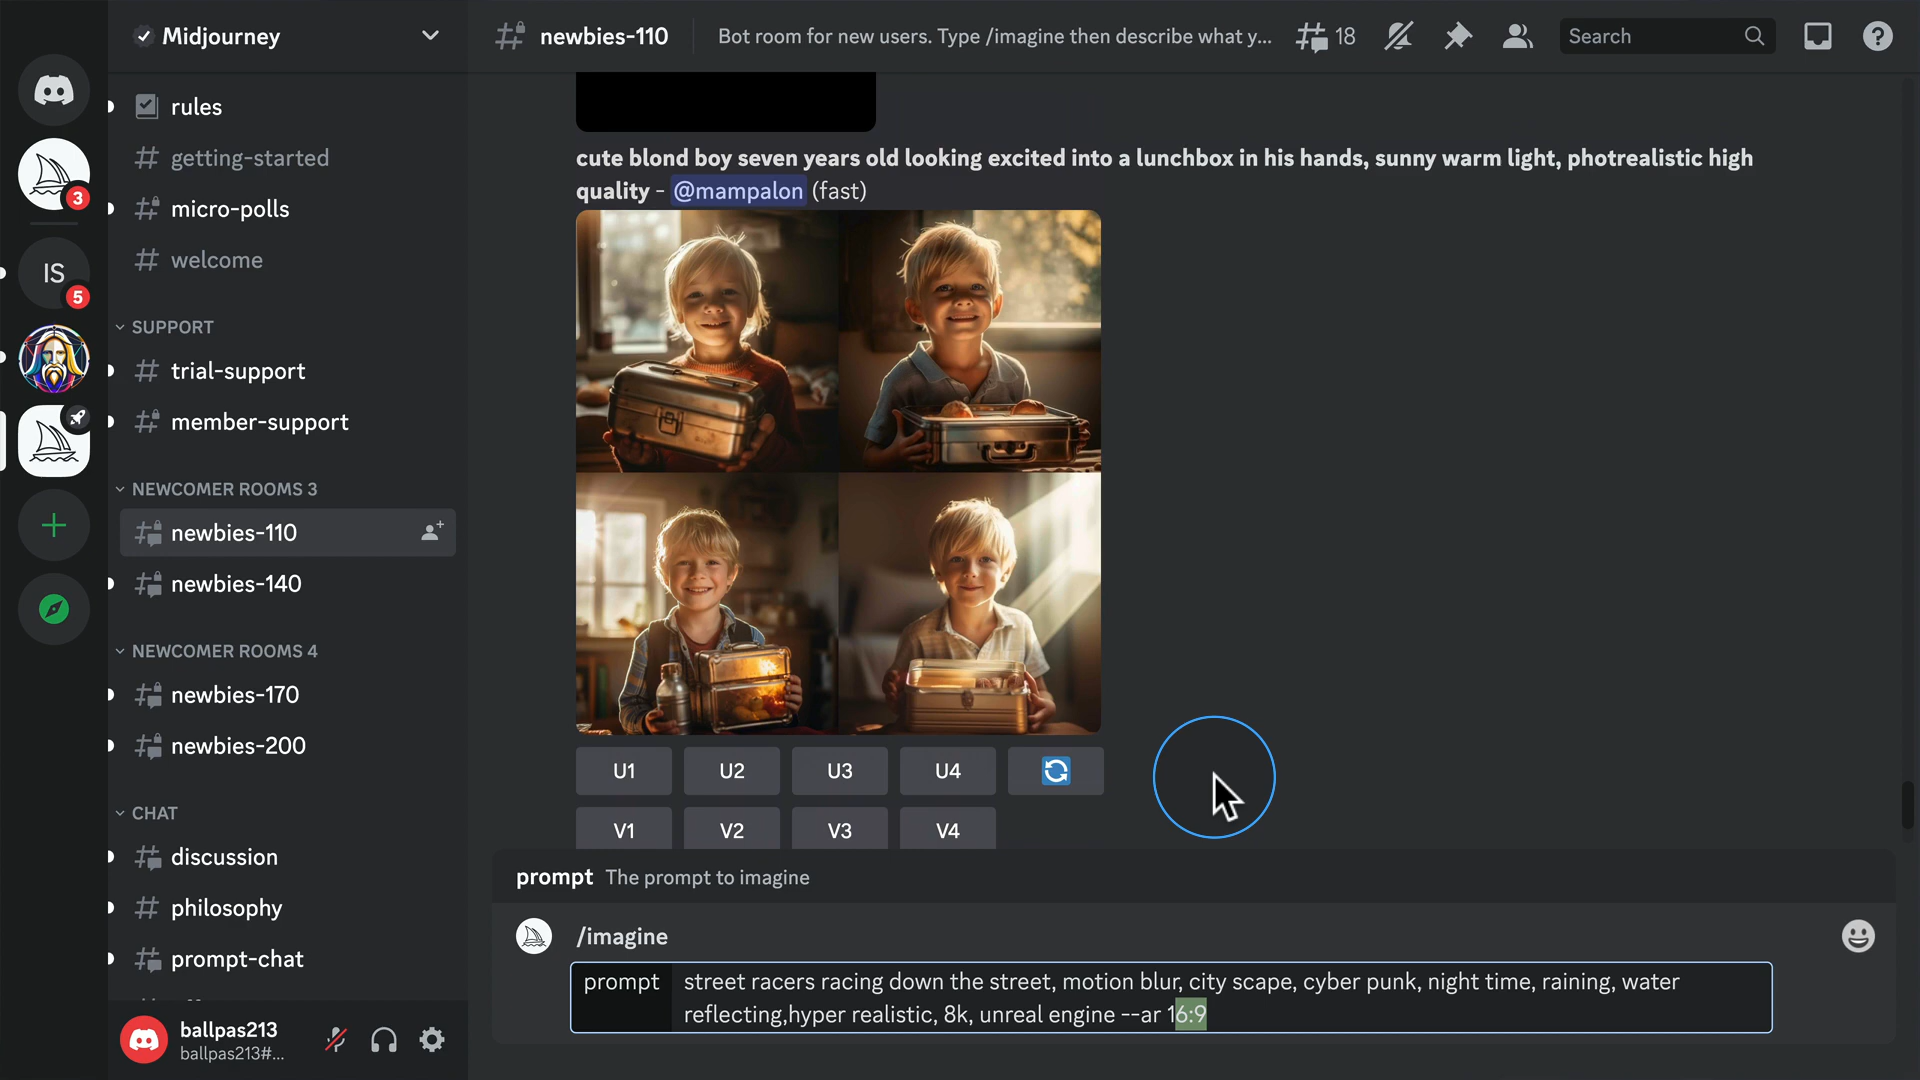 Midjourney
newbies-110
Bot room for new users. Type /imagine then describe what y...
18
Search
rules
getting-started
micro-polls
welcome
SUPPORT
trial-support
member-support
NEWCOMER ROOMS 3
newbies-110
newbies-140
NEWCOMER ROOMS 4
newbies-170
newbies-200
CHAT
discussion
philosophy
prompt-chat
3
IS
5
ballpas213
ballpas213#...
cute blond boy seven years old looking excited into a lunchbox in his hands, sunny warm light, photrealistic high
quality - @mampalon (fast)
U1 U2 U3 U4
V1 V2 V3 V4
prompt The prompt to imagine
/imagine
prompt street racers racing down the street, motion blur, city scape, cyber punk, night time, raining, water
reflecting,hyper realistic, 8k, unreal engine --ar 16:9